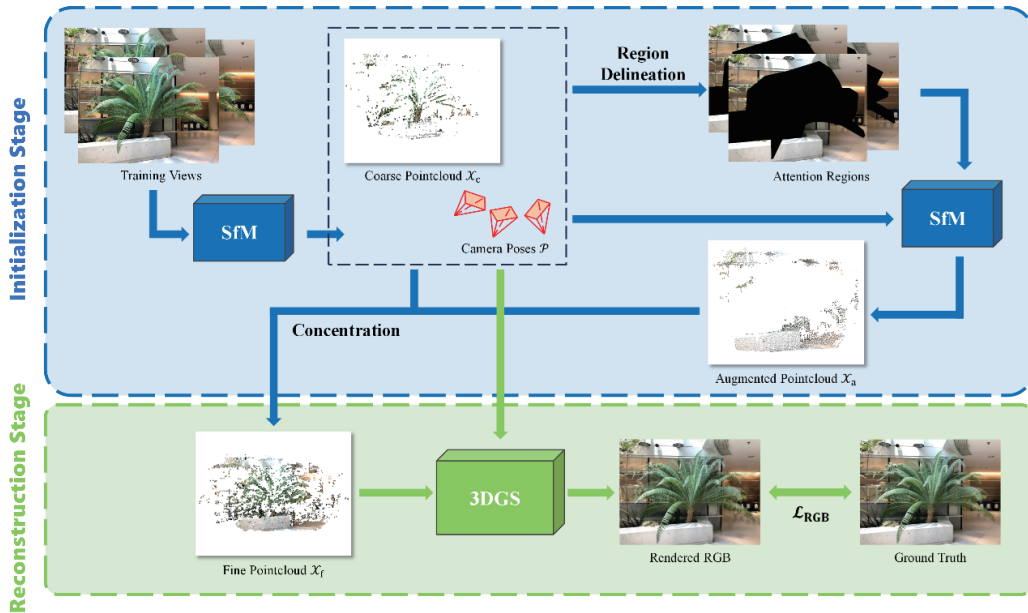 Initialization Stage
Training Views
SfM
Coarse Pointcloud 𝒳c
Camera Poses 𝒫
Region
Delineation
Attention Regions
SfM
Concentration
Augmented Pointcloud 𝒳a
Reconstruction Stage
Fine Pointcloud 𝒳f
3DGS
Rendered RGB
ℒRGB
Ground Truth